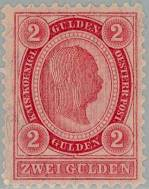 2 GULDEN 2
KAIS. KOENIGL. OESTERR. POST
2 GULDEN 2
ZWEI GULDEN